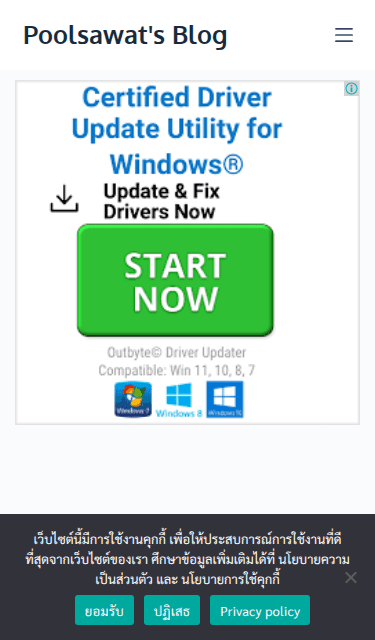 Poolsawat's Blog
Certified Driver
Update Utility for
Windows®
Update & Fix
Drivers Now
START
NOW
Outbyte© Driver Updater
Compatible: Win 11, 10, 8, 7
Windows 7 Windows 8 Windows 10
เว็บไซต์นี้มีการใช้งานคุกกี้ เพื่อให้ประสบการณ์การใช้งานที่ดี
ที่สุดจากเว็บไซต์ของเรา ศึกษาข้อมูลเพิ่มเติมได้ที่ นโยบายความ
เป็นส่วนตัว และ นโยบายการใช้คุกกี้
ยอมรับ ปฏิเสธ Privacy policy